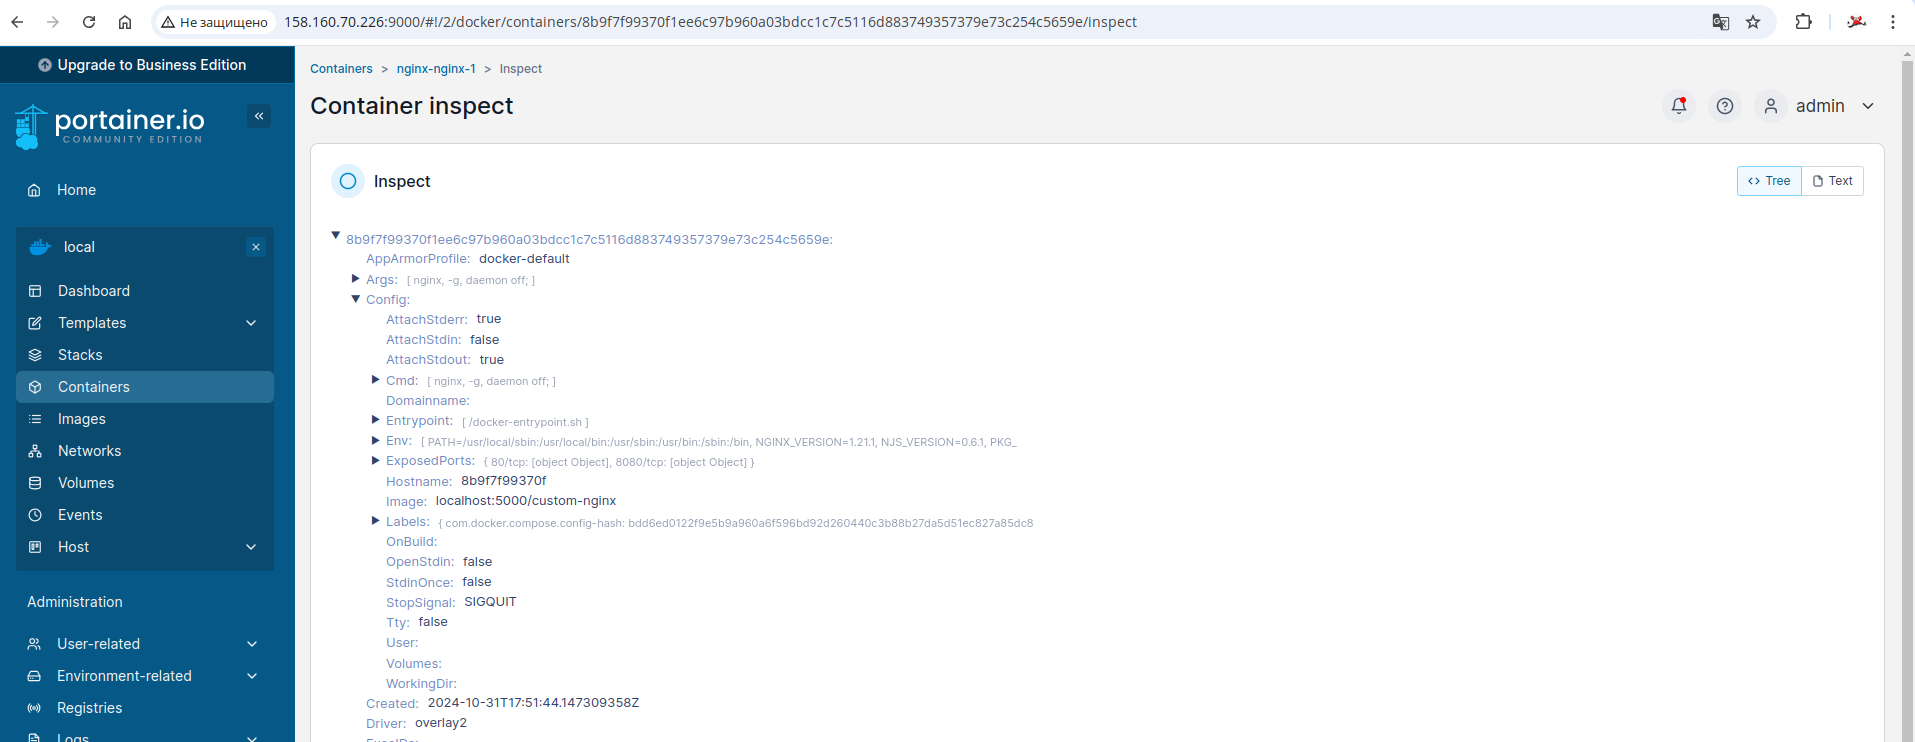 Не защищено 158.160.70.226:9000/#!/2/docker/containers/8b9f7f99370f1ee6c97b960a03bdcc1c7c5116d883749357379e73c254c5659e/inspect
Upgrade to Business Edition
portainer.io
COMMUNITY EDITION
Home
local
Dashboard
Templates
Stacks
Containers
Images
Networks
Volumes
Events
Host
Administration
User-related
Environment-related
Registries
Logs
Containers > nginx-nginx-1 > Inspect
Container inspect
admin
Inspect
Tree Text
8b9f7f99370f1ee6c97b960a03bdcc1c7c5116d883749357379e73c254c5659e:
AppArmorProfile: docker-default
Args: [ nginx, -g, daemon off; ]
Config:
AttachStderr: true
AttachStdin: false
AttachStdout: true
Cmd: [ nginx, -g, daemon off; ]
Domainname:
Entrypoint: [ /docker-entrypoint.sh ]
Env: [ PATH=/usr/local/sbin:/usr/local/bin:/usr/sbin:/usr/bin:/sbin:/bin, NGINX_VERSION=1.21.1, NJS_VERSION=0.6.1, PKG_
ExposedPorts: { 80/tcp: [object Object], 8080/tcp: [object Object] }
Hostname: 8b9f7f99370f
Image: localhost:5000/custom-nginx
Labels: { com.docker.compose.config-hash: bdd6ed0122f9e5b9a960a6f596bd92d260440c3b88b27da5d51ec827a85dc8
OnBuild:
OpenStdin: false
StdinOnce: false
StopSignal: SIGQUIT
Tty: false
User:
Volumes:
WorkingDir:
Created: 2024-10-31T17:51:44.147309358Z
Driver: overlay2